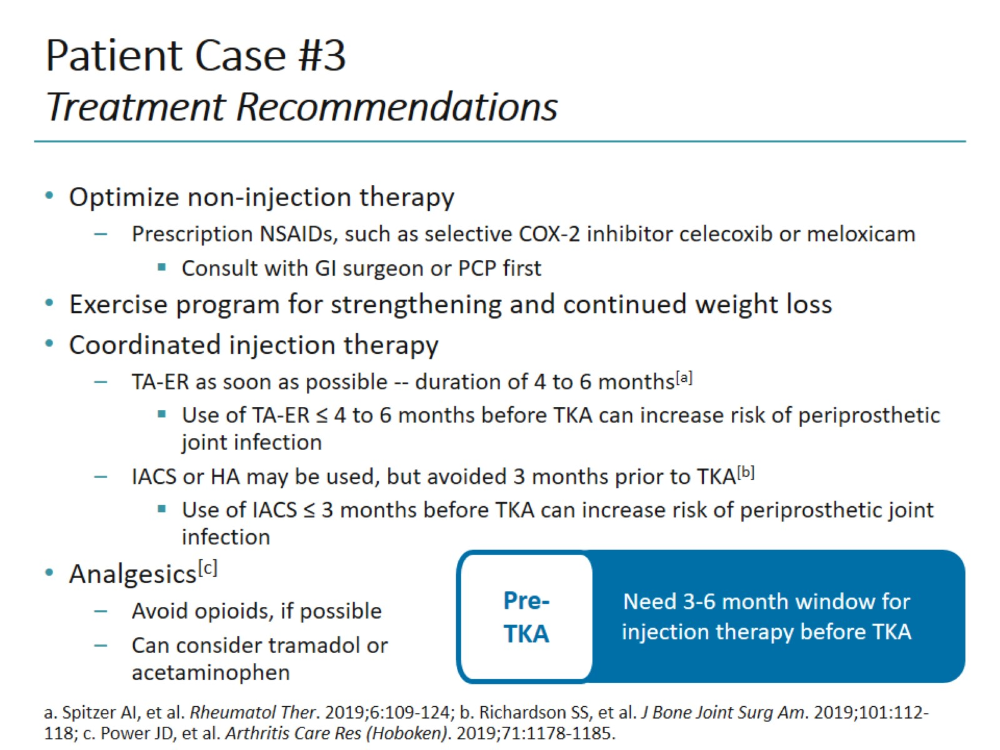 Patient Case #3
Treatment Recommendations
• Optimize non-injection therapy
– Prescription NSAIDs, such as selective COX-2 inhibitor celecoxib or meloxicam
▪ Consult with GI surgeon or PCP first
• Exercise program for strengthening and continued weight loss
• Coordinated injection therapy
– TA-ER as soon as possible -- duration of 4 to 6 months[a]
▪ Use of TA-ER ≤ 4 to 6 months before TKA can increase risk of periprosthetic
joint infection
– IACS or HA may be used, but avoided 3 months prior to TKA[b]
▪ Use of IACS ≤ 3 months before TKA can increase risk of periprosthetic joint
infection
• Analgesics[c]
– Avoid opioids, if possible
– Can consider tramadol or
acetaminophen
Pre-
TKA
Need 3-6 month window for
injection therapy before TKA
a. Spitzer AI, et al. Rheumatol Ther. 2019;6:109-124; b. Richardson SS, et al. J Bone Joint Surg Am. 2019;101:112-
118; c. Power JD, et al. Arthritis Care Res (Hoboken). 2019;71:1178-1185.